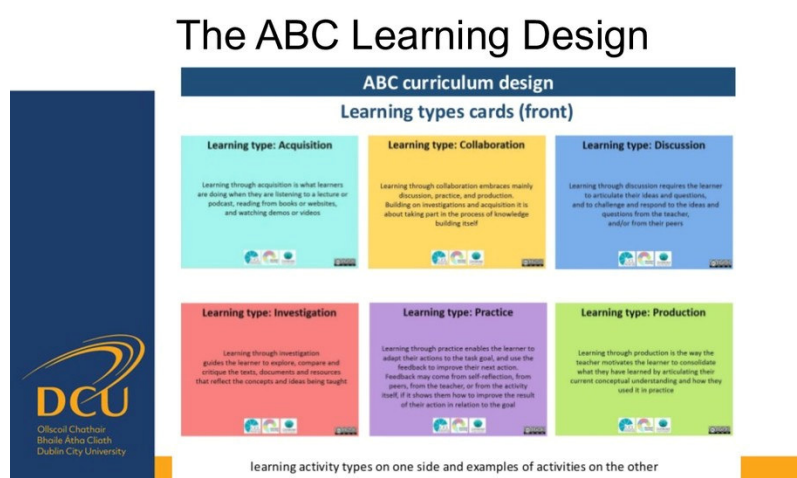 The ABC Learning Design
ABC curriculum design
Learning types cards (front)
Learning type: Acquisition
Learning through acquisition is what learners
are doing when they are listening to a lecture or
podcast, reading from books or websites,
and watching demos or videos
Learning type: Collaboration
Learning through collaboration embraces mainly
discussion, practice, and production.
Building on investigations and acquisition it is
about taking part in the process of knowledge
building itself
Learning type: Discussion
Learning through discussion requires the learner
to articulate their ideas and questions,
and to challenge and respond to the ideas and
questions from the teacher,
and/or from their peers
Learning type: Investigation
Learning through investigation
guides the learner to explore, compare and
critique the texts, documents and resources
that reflect the concepts and ideas being taught
Learning type: Practice
Learning through practice enables the learner to
adapt their actions to the task goal, and use the
feedback to improve their next action.
Feedback may come from self-reflection, from
peers, from the teacher, or from the activity
itself, if it shows them how to improve the result
of their action in relation to the goal
Learning type: Production
Learning through production is the way the
teacher motivates the learner to consolidate
what they have learned by articulating their
current conceptual understanding and how they
used it in practice
DCU
Ollscoil Chathair
Bhaile Átha Cliath
Dublin City University
learning activity types on one side and examples of activities on the other